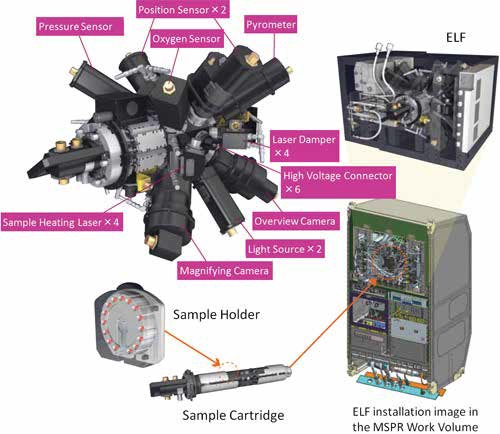 Position Sensor×2
Pressure Sensor
Oxygen Sensor
Pyrometer
ELF
Laser Damper
×4
High Voltage Connector
×6
Sample Heating Laser×4
Overview Camera
Light Source×2
Magnifying Camera
Sample Holder
Sample Cartridge
ELF installation image in
the MSPR Work Volume